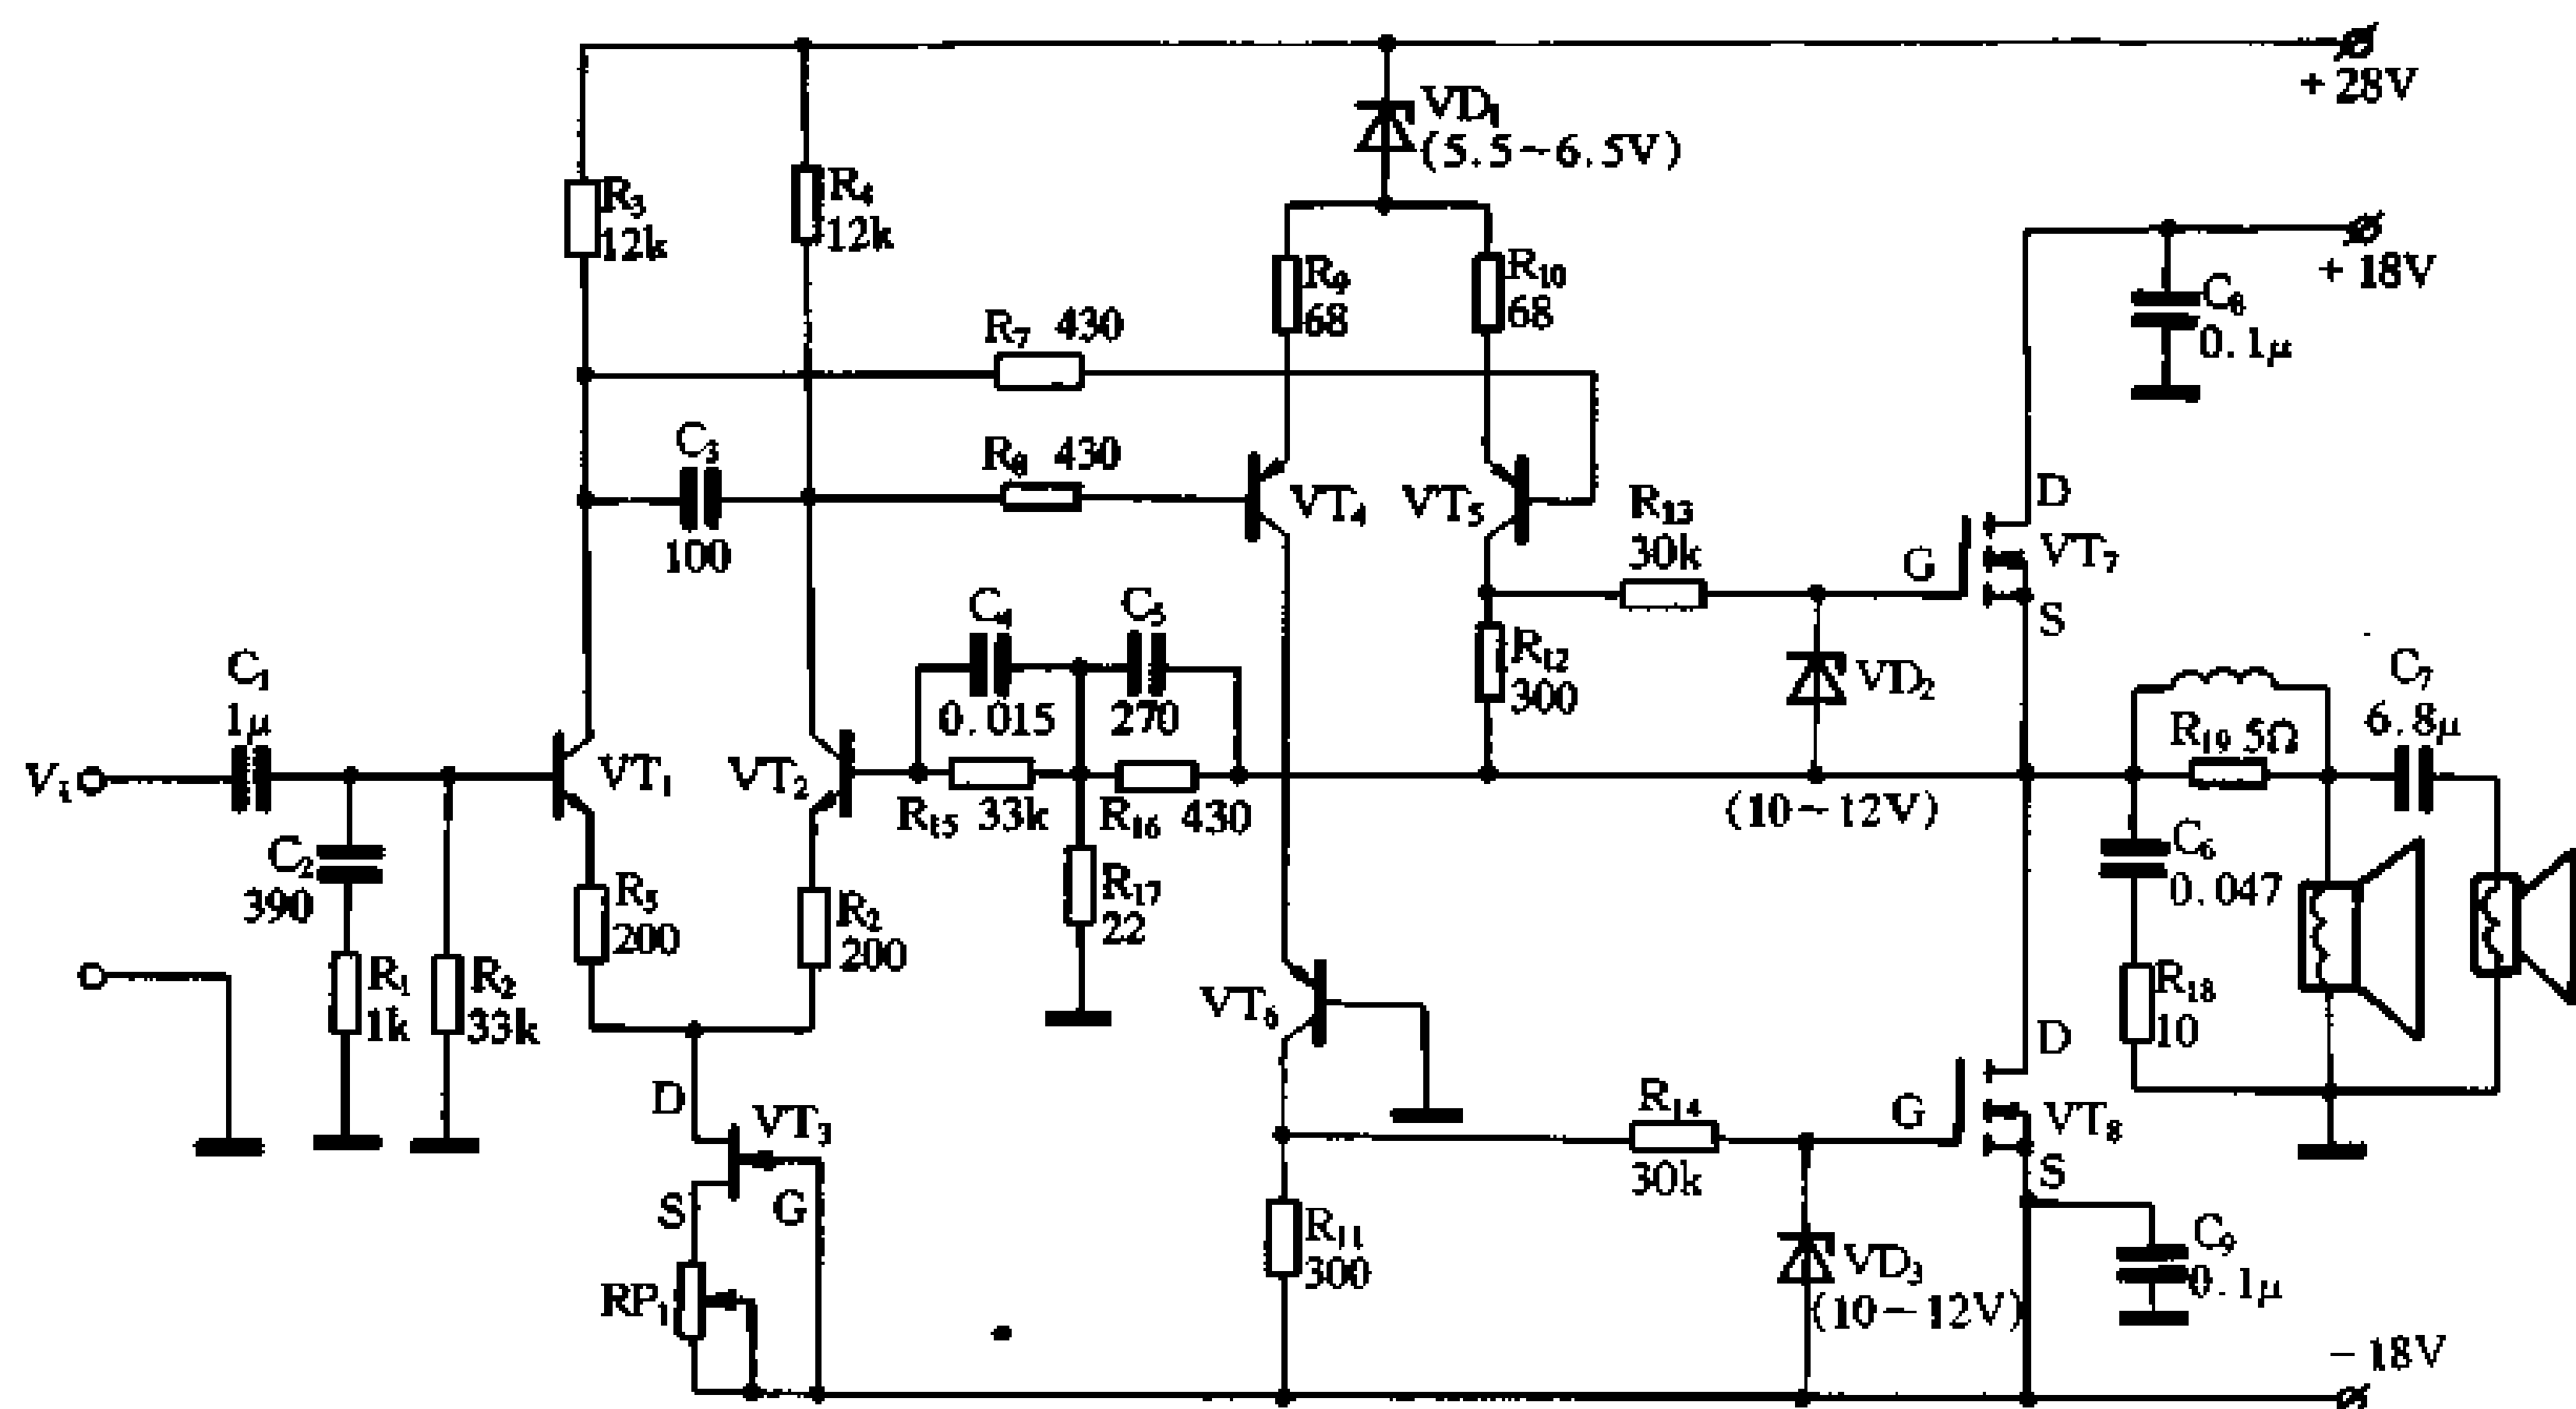 +28V
VD₁
(5.5~6.5V)
R₃
12k
R₄
12k
+18V
R₉
68
R₁₀
68
C₈
0.1μ
R₇ 430
C₃
100
R₈ 430
VT₄
VT₅
R₁₃
30k
D
G
VT₇
S
C₄
0.015
C₅
270
R₁₂
300
VD₂
(10~12V)
C₁
1μ
Vᵢ
VT₁
VT₂
R₁₅ 33k
R₁₆ 430
R₁₉ 5Ω
C₇
6.8μ
C₂
390
R₅
200
R₂
200
R₁₇
22
C₆
0.047
R₁
1k
R₂
33k
VT₆
R₁₈
10
D
VT₃
S
G
R₁₄
30k
D
G
VT₈
S
RP₁
R₁₁
300
VD₃
(10~12V)
C₉
0.1μ
-18V